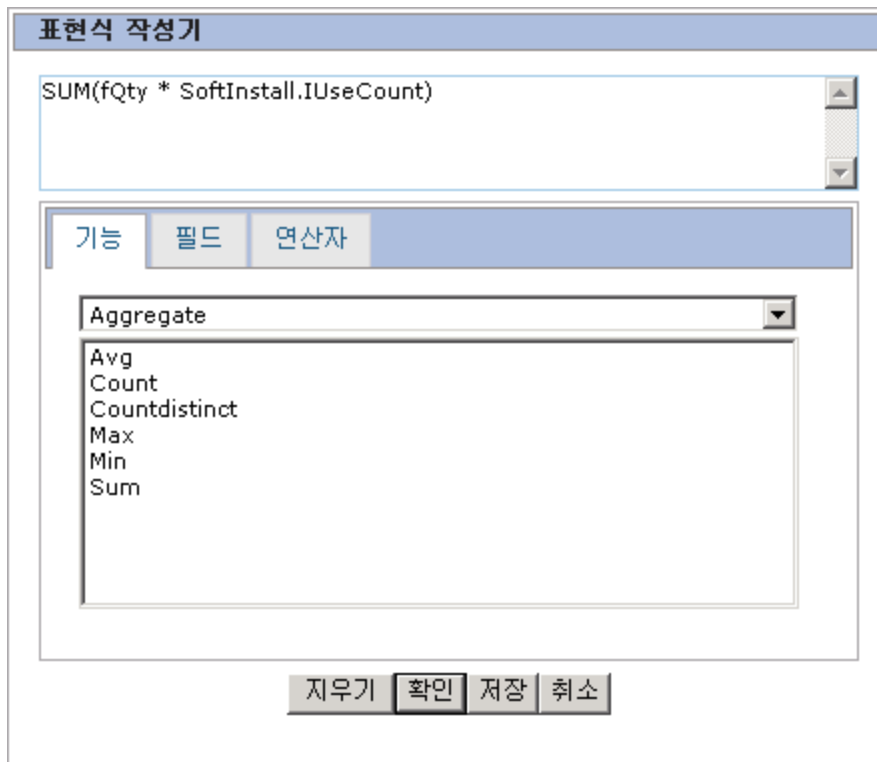 표현식 작성기
SUM(fQty * SoftInstall.IUseCount)
기능 필드 연산자
Aggregate
Avg
Count
Countdistinct
Max
Min
Sum
지우기 확인 저장 취소